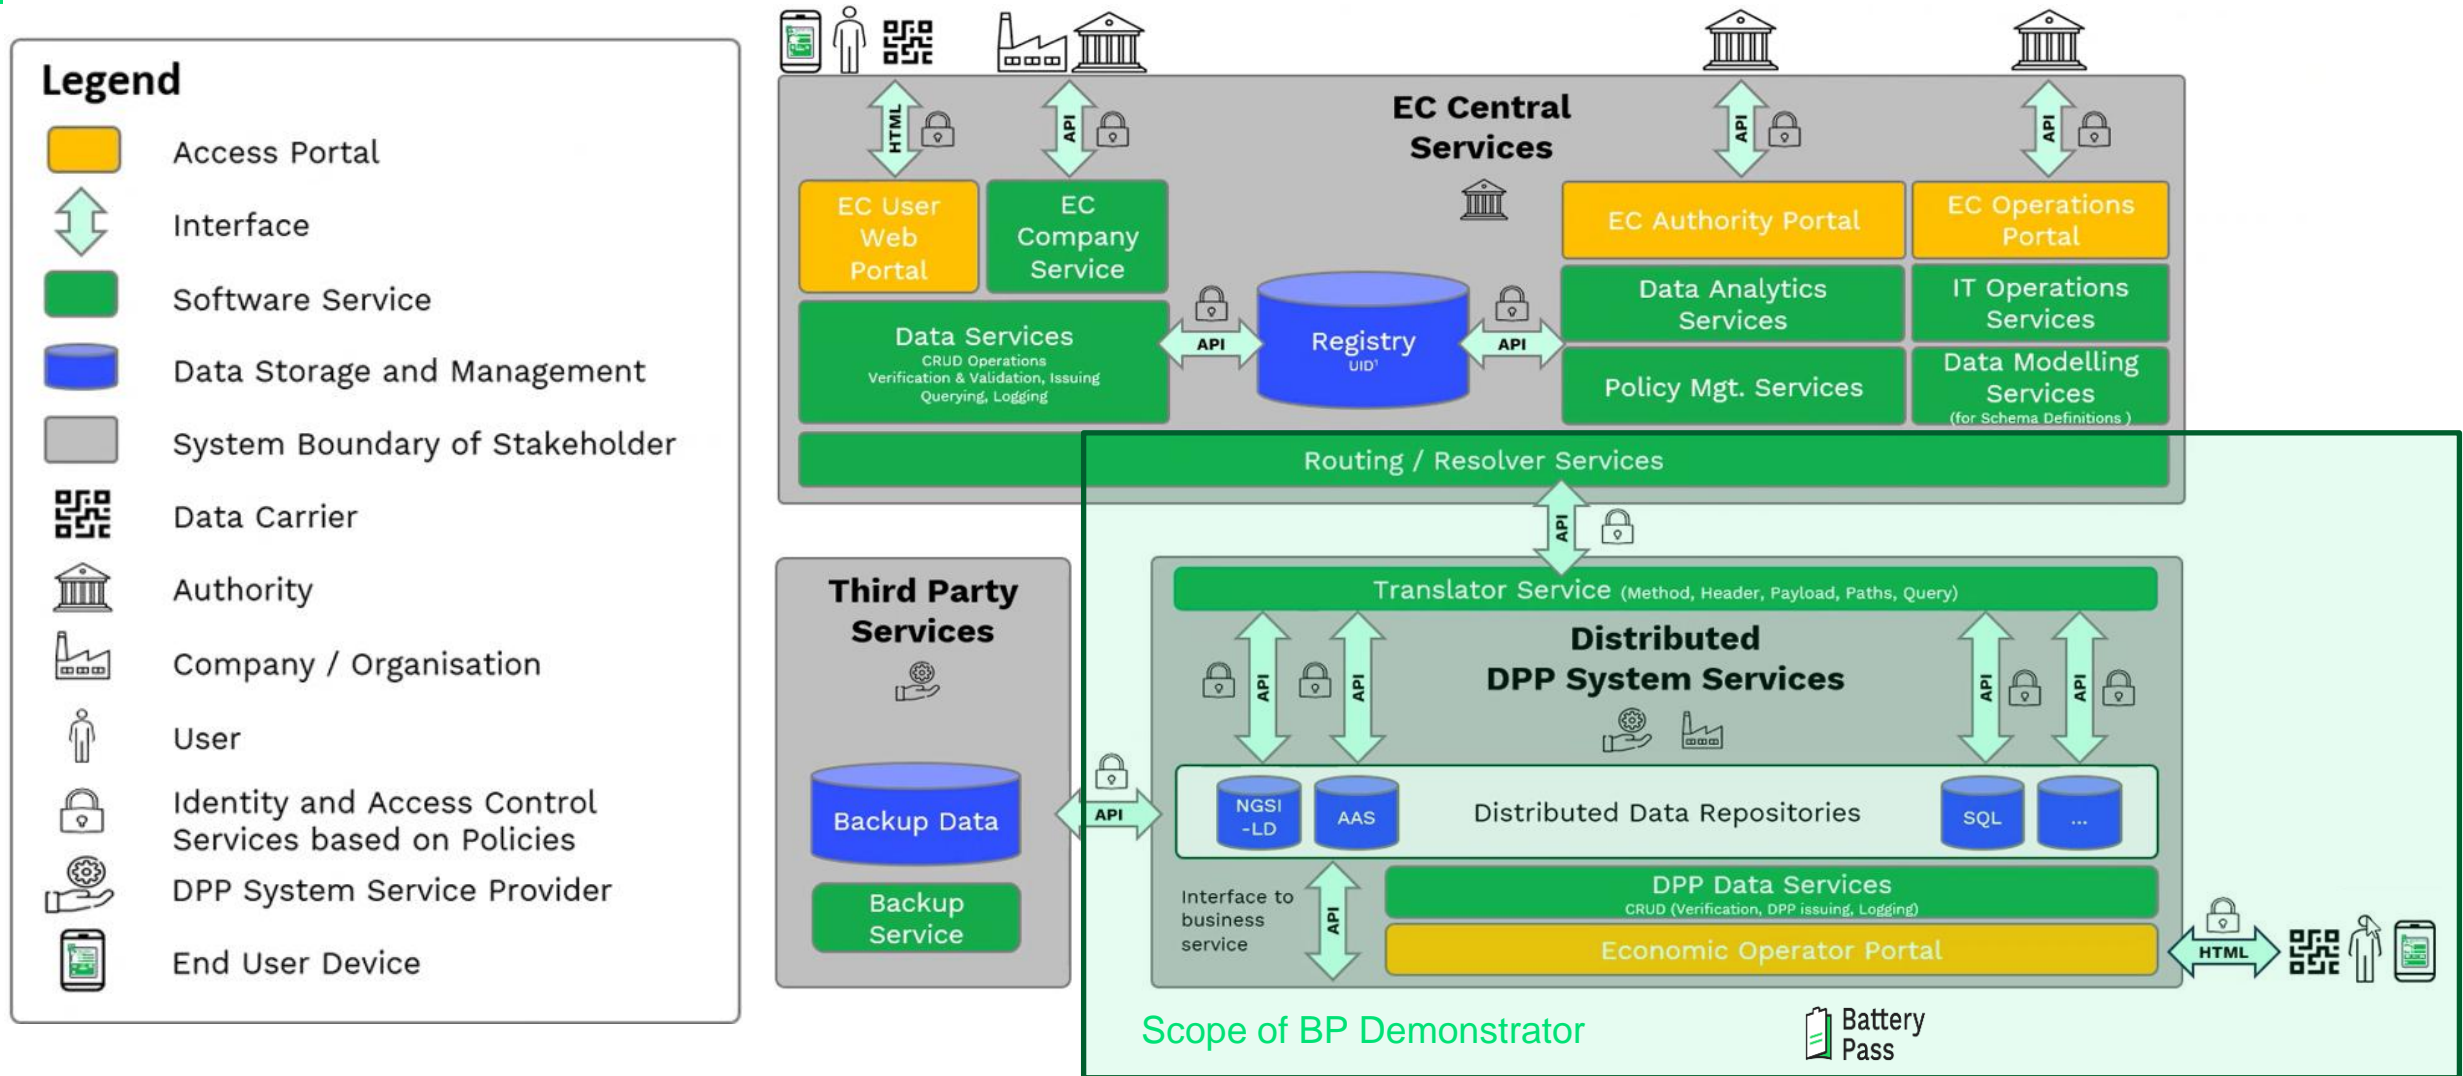 Legend
Access Portal
Interface
Software Service
Data Storage and Management
System Boundary of Stakeholder
Data Carrier
Authority
Company / Organisation
User
Identity and Access Control
Services based on Policies
DPP System Service Provider
End User Device
HTML
API
EC Central
Services
API
API
EC User
Web
Portal
EC
Company
Service
EC Authority Portal
EC Operations
Portal
Data Services
CRUD Operations
Verification & Validation, Issuing
Querying, Logging
API
Registry
UID¹
API
Data Analytics
Services
IT Operations
Services
Policy Mgt. Services
Data Modelling
Services
(for Schema Definitions )
Routing / Resolver Services
API
Third Party
Services
Backup Data
Backup
Service
API
Translator Service (Method, Header, Payload, Paths, Query)
API
API
Distributed
DPP System Services
API
API
NGSI
-LD
AAS
Distributed Data Repositories
SQL
...
Interface to
business
service
API
DPP Data Services
CRUD (Verification, DPP issuing, Logging)
Economic Operator Portal
HTML
Scope of BP Demonstrator
Battery
Pass